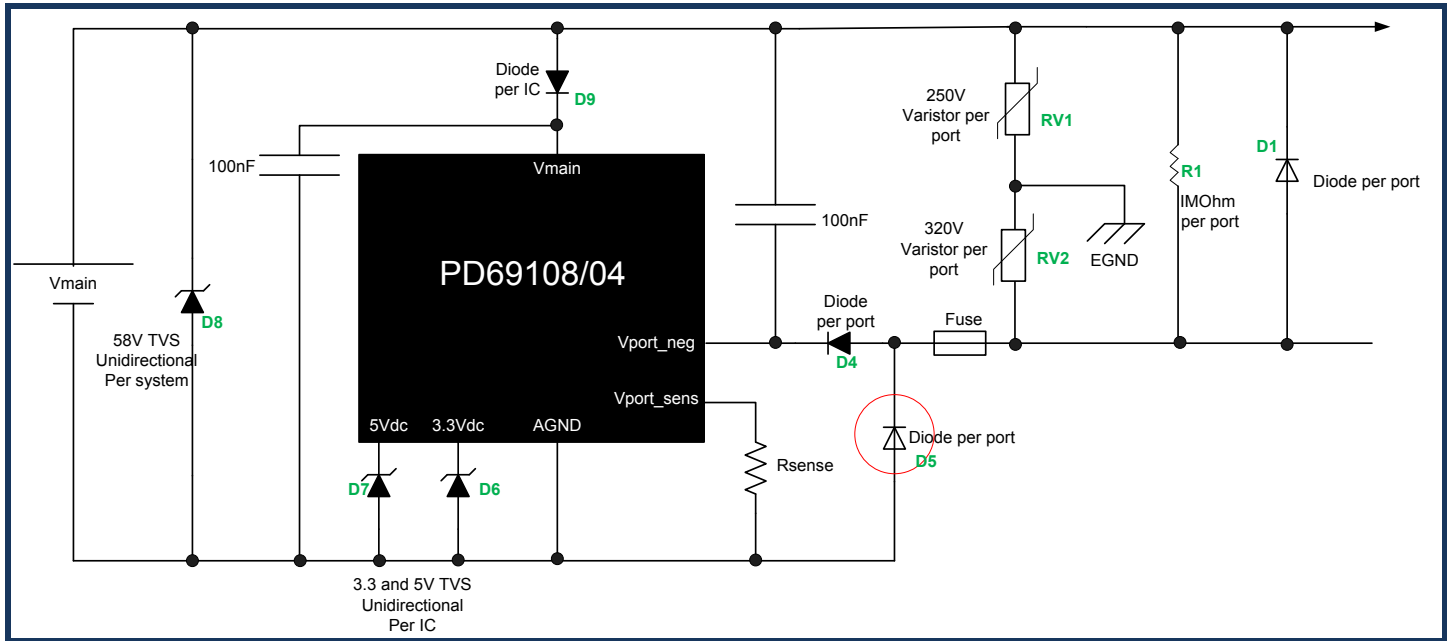 Diode
per IC
D9
250V
Varistor per
port
RV1
D1
Diode per port
R1
IMOhm
per port
100nF
Vmain
100nF
320V
Varistor per
port
RV2
EGND
PD69108/04
Vmain
D8
58V TVS
Unidirectional
Per system
Diode
per port
D4
Fuse
Vport_neg
Vport_sens
5Vdc
3.3Vdc
AGND
Diode per port
D5
Rsense
D7
D6
3.3 and 5V TVS
Unidirectional
Per IC